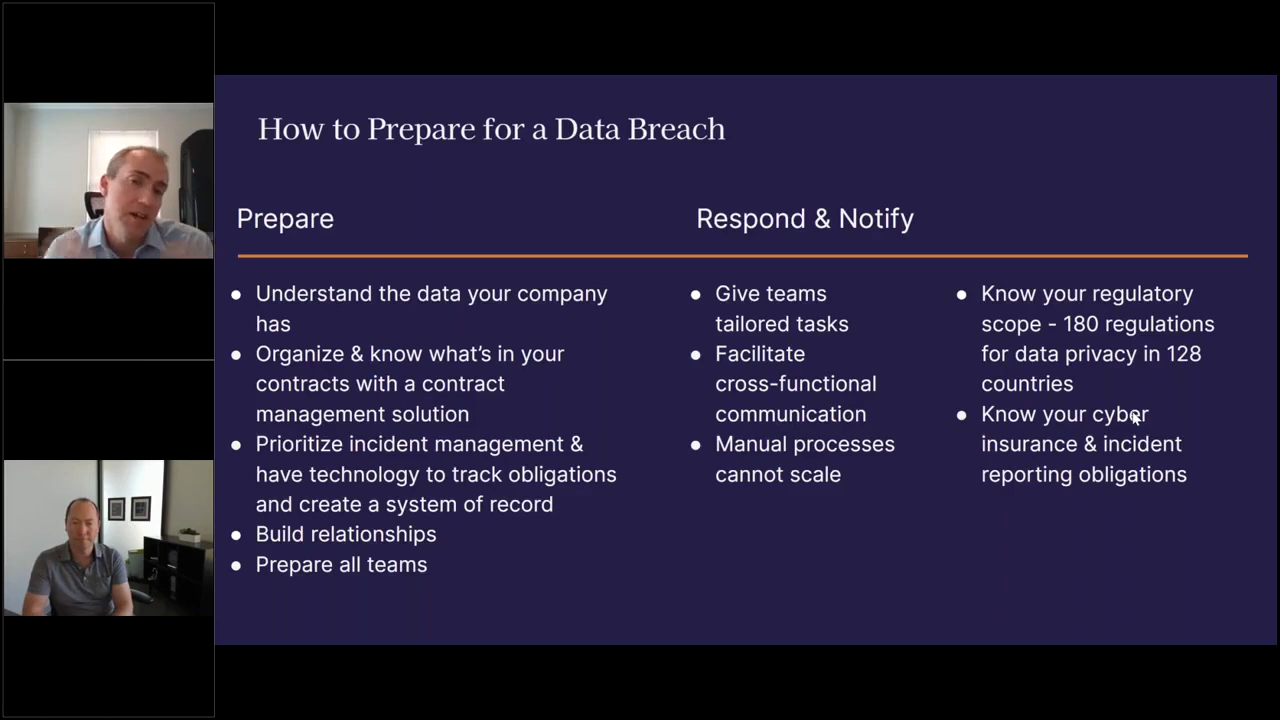 How to Prepare for a Data Breach
Prepare
● Understand the data your company
has
● Organize & know what’s in your
contracts with a contract
management solution
● Prioritize incident management &
have technology to track obligations
and create a system of record
● Build relationships
● Prepare all teams
Respond & Notify
● Give teams
tailored tasks
● Facilitate
cross-functional
communication
● Manual processes
cannot scale
● Know your regulatory
scope - 180 regulations
for data privacy in 128
countries
● Know your cyber
insurance & incident
reporting obligations